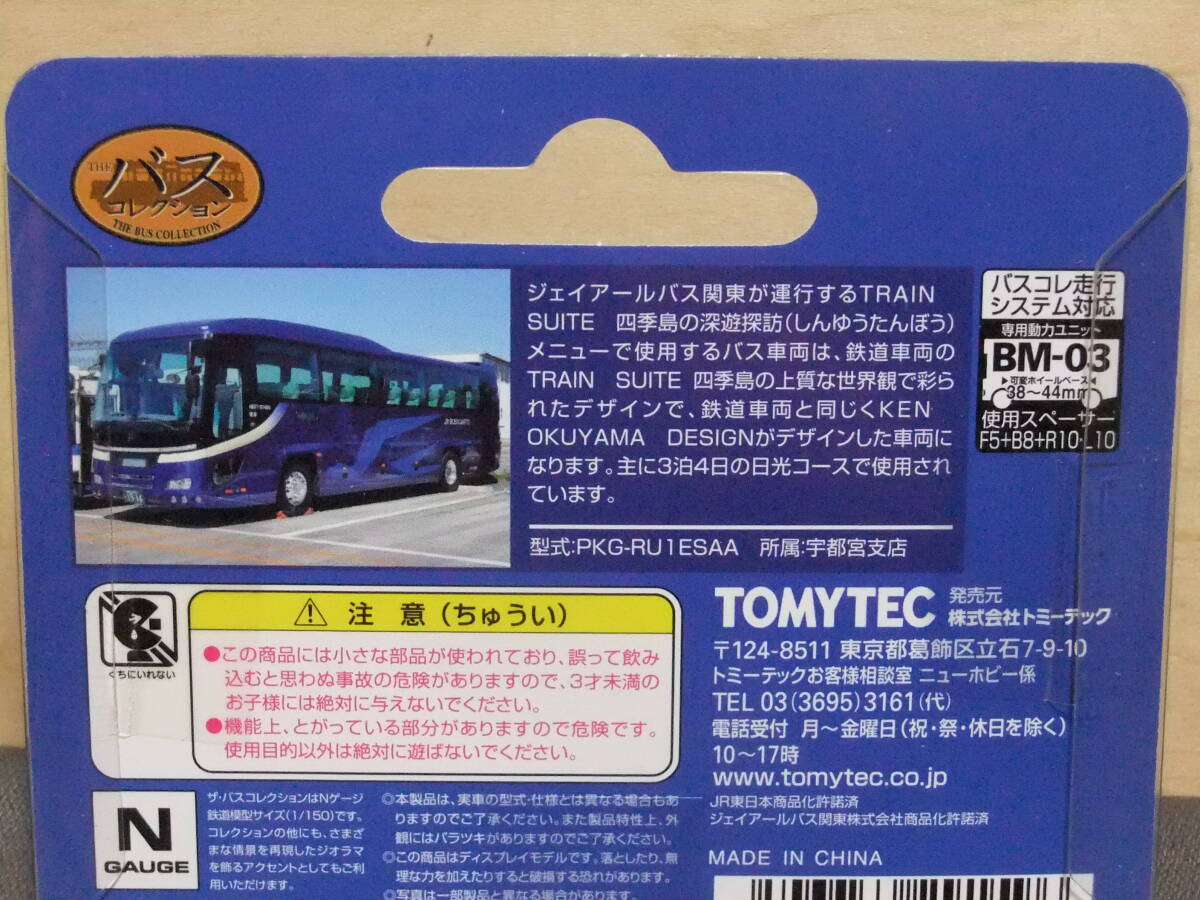 THE
バス
コレクション
THE BUS COLLECTION
ジェイアールバス関東が運行するTRAIN
SUITE 四季島の深遊探訪(しんゆうたんぼう)
メニューで使用するバス車両は、鉄道車両の
TRAIN SUITE 四季島の上質な世界観で彩ら
れたデザインで、鉄道車両と同じくKEN
OKUYAMA DESIGNがデザインした車両に
なります。主に3泊4日の日光コースで使用され
ています。
型式:PKG-RU1ESAA 所属:宇都宮支店
バスコレ走行
システム対応
専用動力ユニット
BM-03
▶可変ホイールベース◀
38〜44mm
使用スペーサー
F5+B8+R10・L10
くちにいれない
⚠ 注 意(ちゅうい)
●この商品には小さな部品が使われており、誤って飲み
込むと思わぬ事故の危険がありますので、3才未満の
お子様には絶対に与えないでください。
●機能上、とがっている部分がありますので危険です。
使用目的以外は絶対に遊ばないでください。
TOMYTEC 発売元
株式会社トミーテック
〒124-8511 東京都葛飾区立石7-9-10
トミーテックお客様相談室 ニューホビー係
TEL 03(3695)3161(代)
電話受付 月〜金曜日(祝・祭・休日を除く)
10〜17時
www.tomytec.co.jp
JR東日本商品化許諾済
ジェイアールバス関東株式会社商品化許諾済
MADE IN CHINA
N
GAUGE
ザ・バスコレクションはNゲージ
鉄道模型サイズ(1/150)です。
コレクションの他にも、さまざ
まな情景を再現したジオラマ
を飾るアクセントとしてもご利
用いただけます。
◎本製品は、実車の型式・仕様とは異なる場合もあ
りますのでご了承ください。また製品特性上、外
観にはバラツキがありますのでご了承ください。
◎この商品はディスプレイモデルです。落としたり、無
理な力を加えたりすると破損する恐れがあります。
◎写真は一部製品と異なる場合があります。